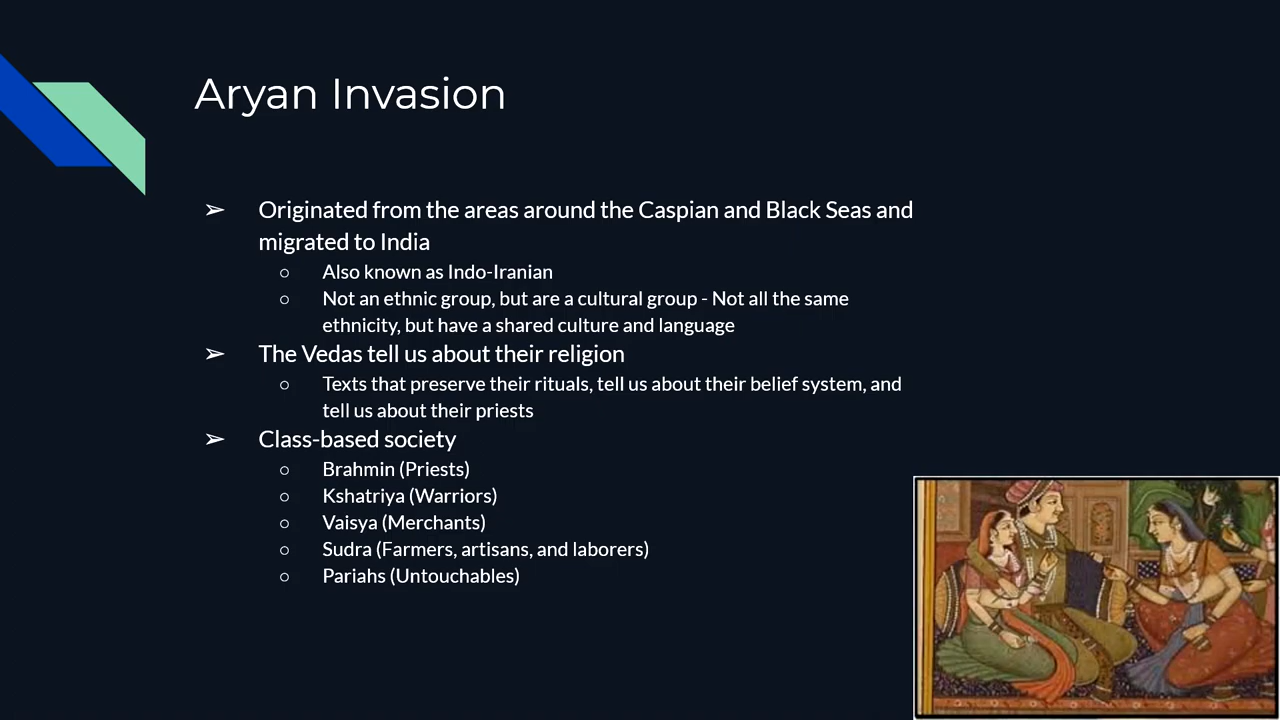 Aryan Invasion
➢ Originated from the areas around the Caspian and Black Seas and
migrated to India
○ Also known as Indo-Iranian
○ Not an ethnic group, but are a cultural group - Not all the same
ethnicity, but have a shared culture and language
➢ The Vedas tell us about their religion
○ Texts that preserve their rituals, tell us about their belief system, and
tell us about their priests
➢ Class-based society
○ Brahmin (Priests)
○ Kshatriya (Warriors)
○ Vaisya (Merchants)
○ Sudra (Farmers, artisans, and laborers)
○ Pariahs (Untouchables)